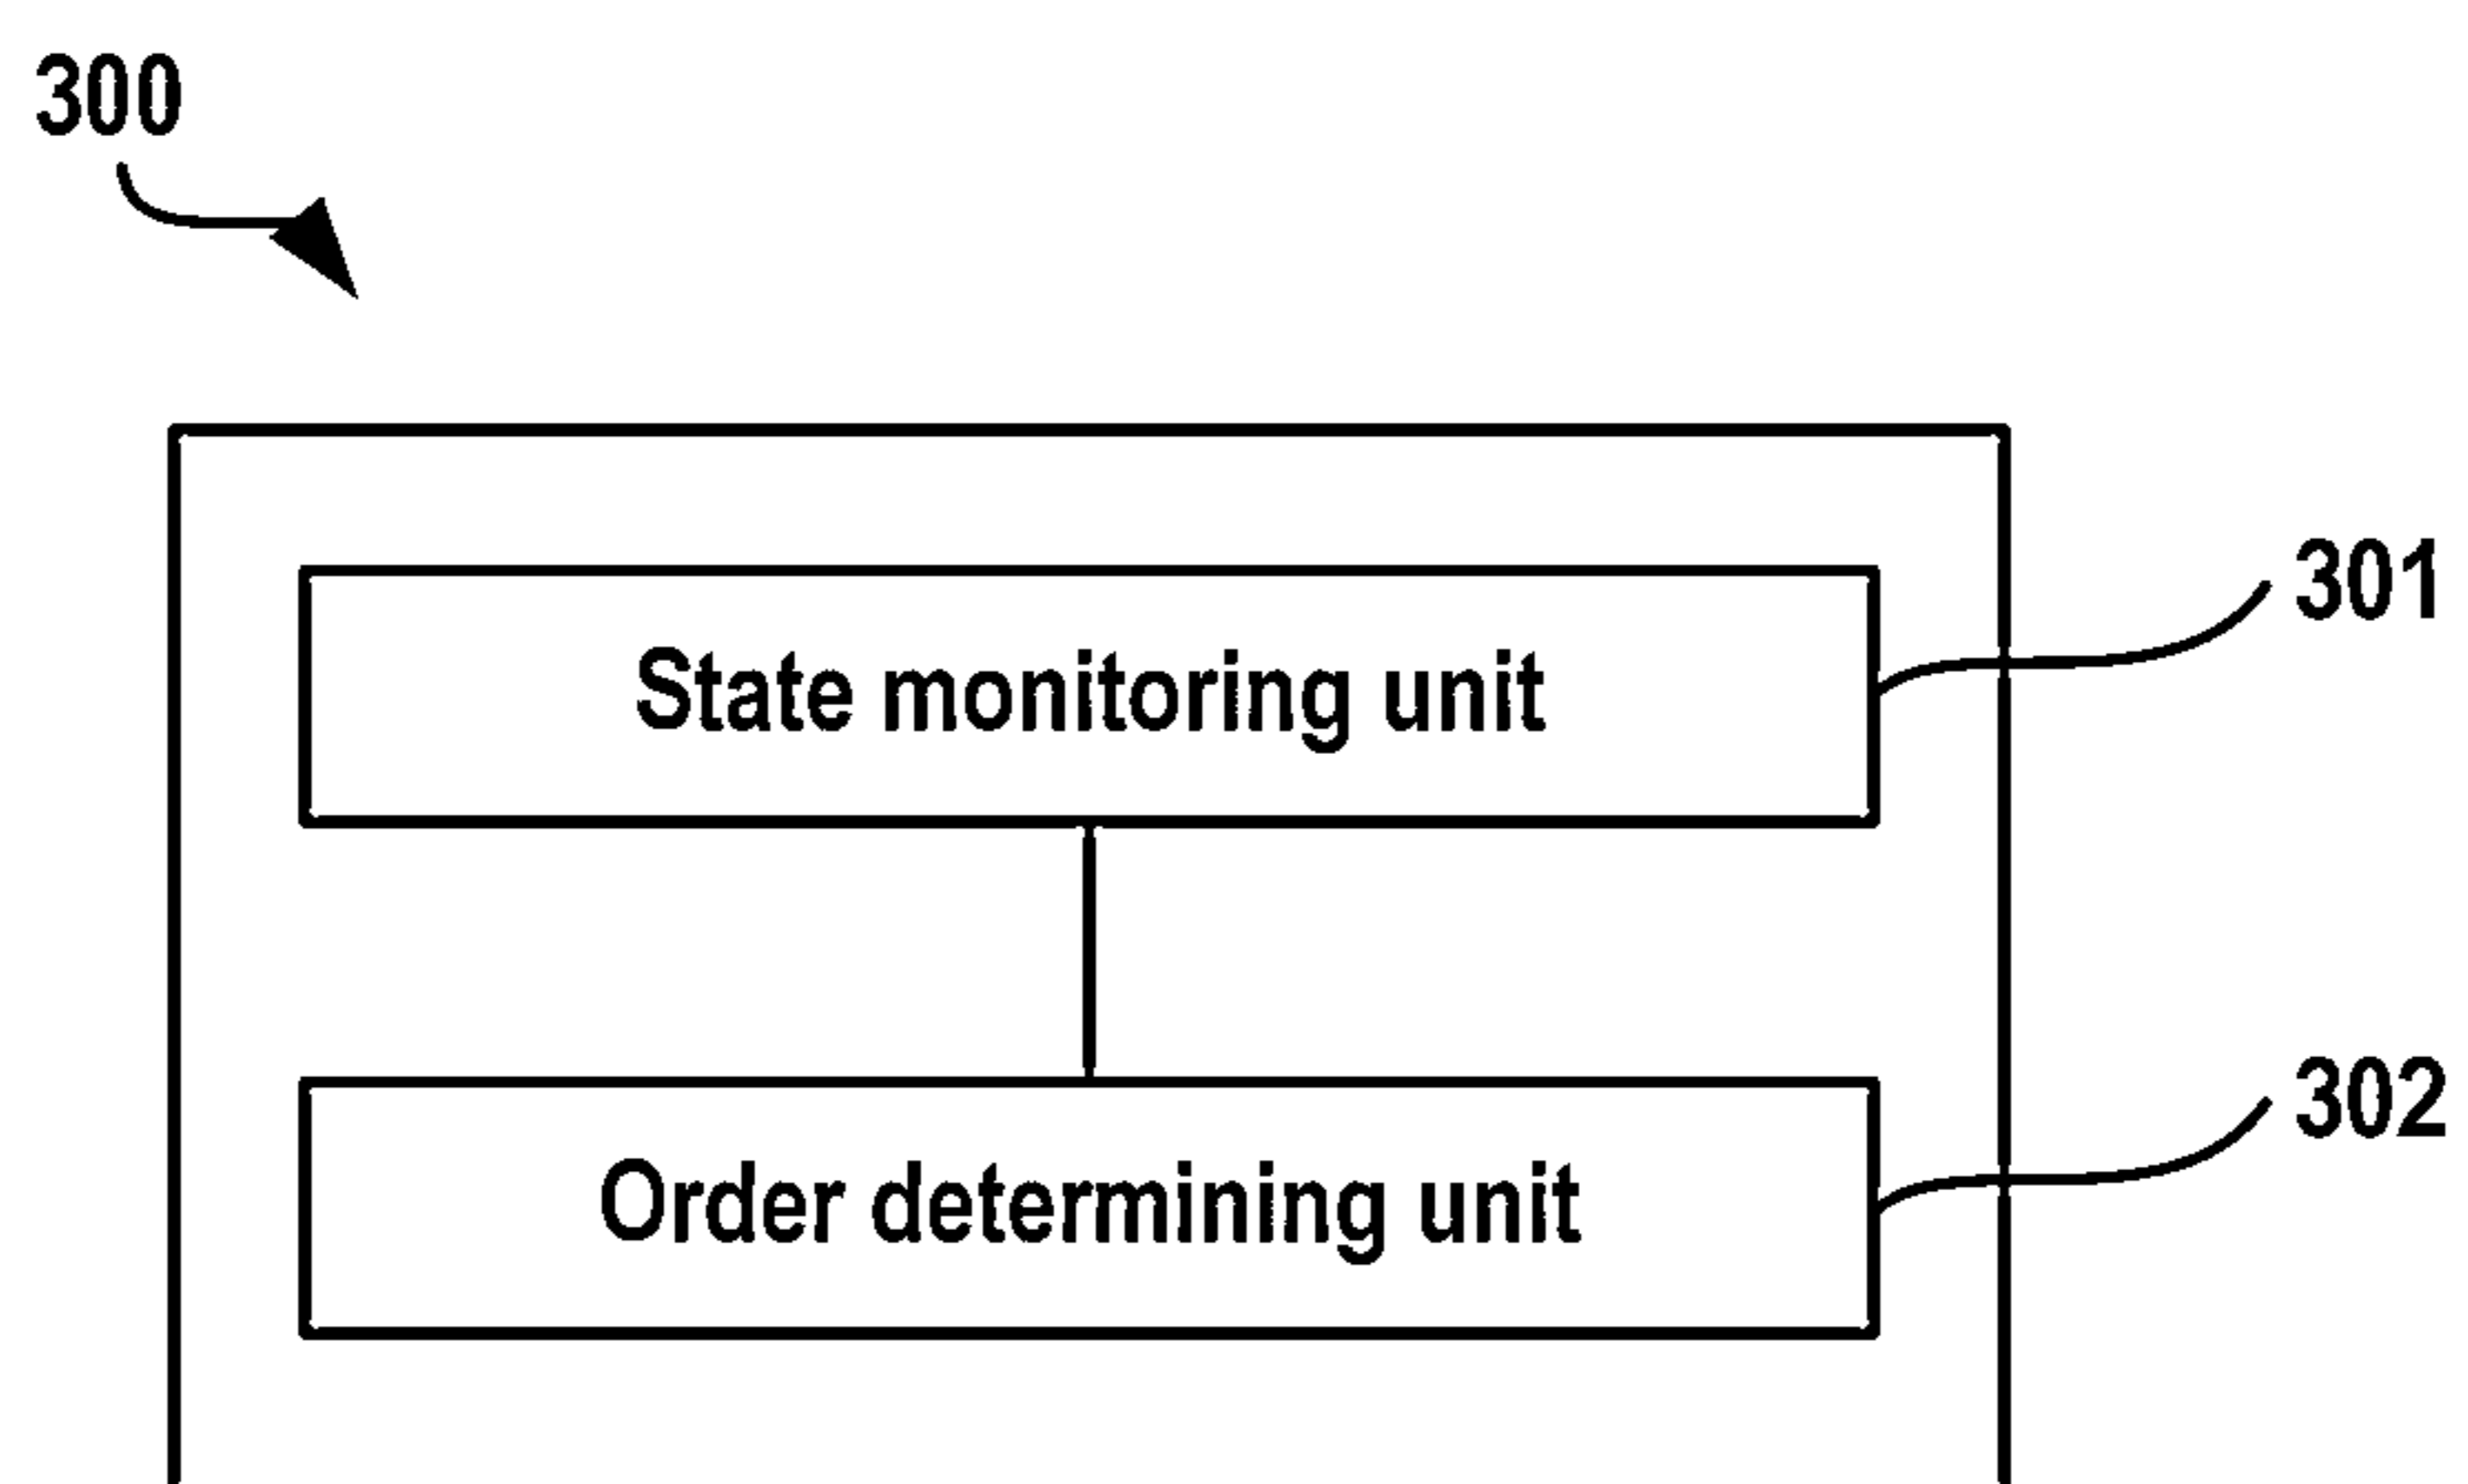 300
301
State monitoring unit
302
Order determining unit